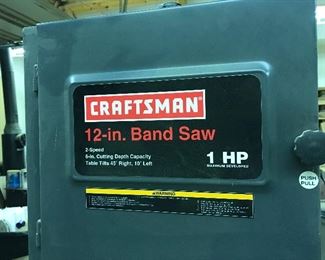 CRAFTSMAN
12-in. Band Saw
2-Speed
6-in. Cutting Depth Capacity
Table Tilts 45° Right, 10° Left
1 HP
MAXIMUM DEVELOPED
PUSH
PULL
WARNING